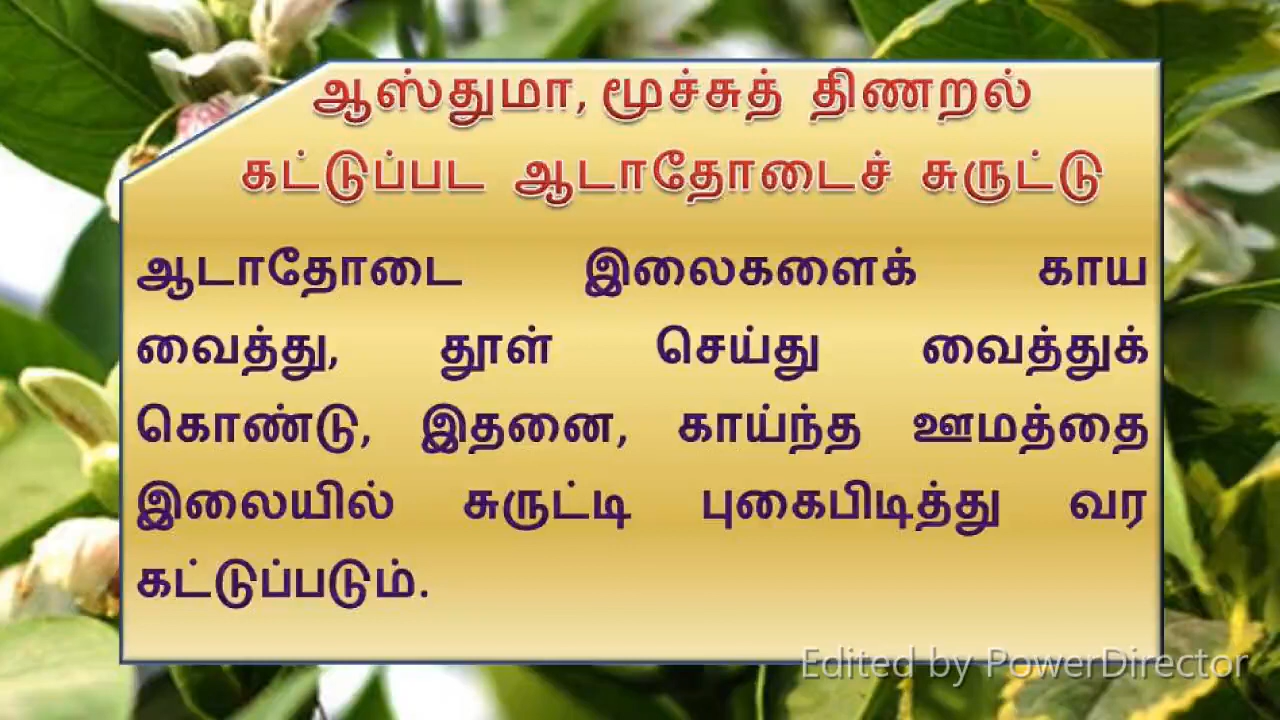 ஆஸ்துமா, மூச்சுத் திணறல்
கட்டுப்பட ஆடாதோடைச் சுருட்டு
ஆடாதோடை இலைகளைக் காய
வைத்து, தூள் செய்து வைத்துக்
கொண்டு, இதனை, காய்ந்த ஊமத்தை
இலையில் சுருட்டி புகைபிடித்து வர
கட்டுப்படும்.
Edited by PowerDirector